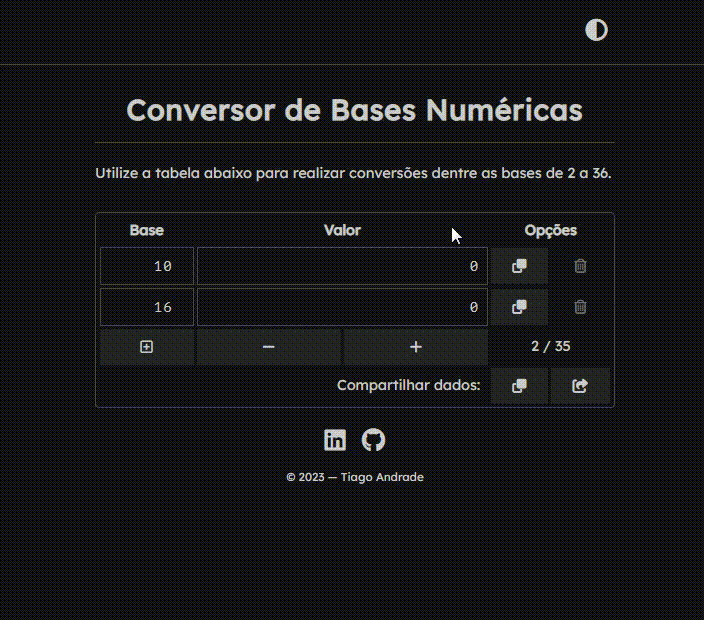 Conversor de Bases Numéricas
Utilize a tabela abaixo para realizar conversões dentre as bases de 2 a 36.
Base Valor Opções
10 0
16 0
2 / 35
Compartilhar dados:
in
© 2023 — Tiago Andrade